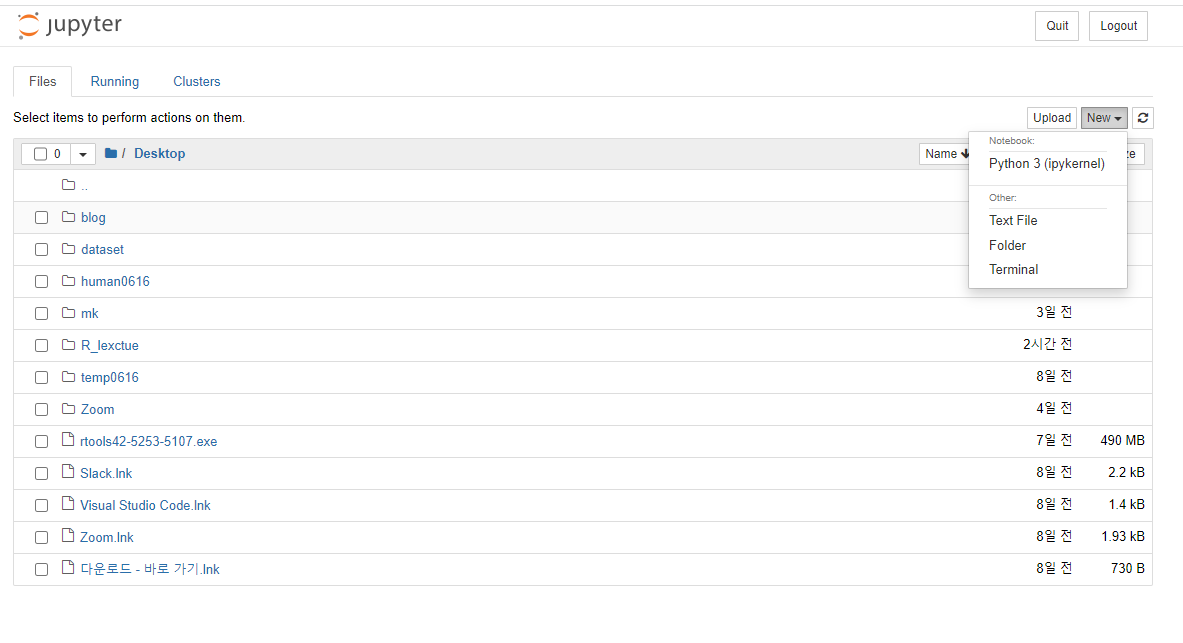 jupyter
Quit Logout
Files Running Clusters
Select items to perform actions on them.
Upload New
0 / Desktop Name
Notebook:
Python 3 (ipykernel)
Other:
Text File
Folder
Terminal
..
blog
dataset
human0616
mk 3일 전
R_lexctue 2시간 전
temp0616 8일 전
Zoom 4일 전
rtools42-5253-5107.exe 7일 전 490 MB
Slack.lnk 8일 전 2.2 kB
Visual Studio Code.lnk 8일 전 1.4 kB
Zoom.lnk 8일 전 1.93 kB
다운로드 - 바로 가기.lnk 8일 전 730 B